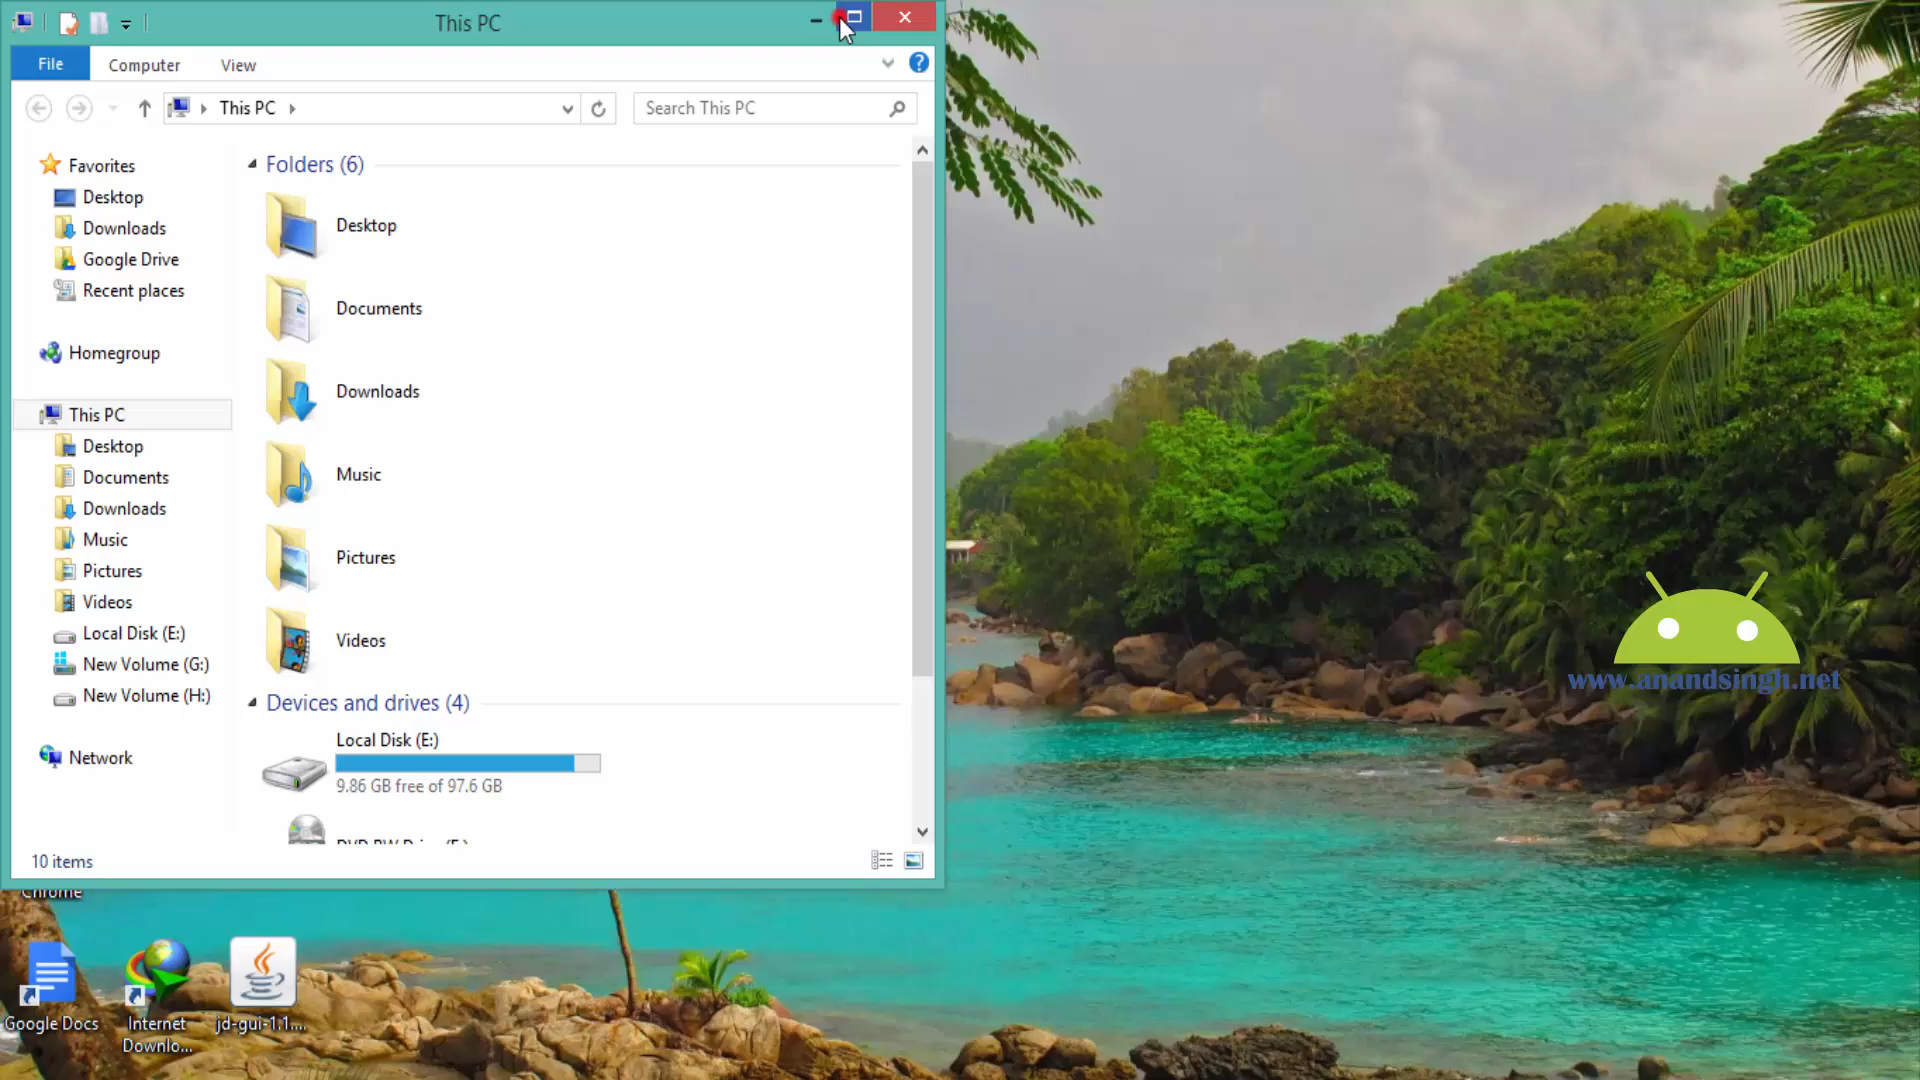 This PC
File
Computer
View
This PC
Search This PC
Favorites
Desktop
Downloads
Google Drive
Recent places
Homegroup
This PC
Desktop
Documents
Downloads
Music
Pictures
Videos
Local Disk (E:)
New Volume (G:)
New Volume (H:)
Network
Folders (6)
Desktop
Documents
Downloads
Music
Pictures
Videos
Devices and drives (4)
Local Disk (E:)
9.86 GB free of 97.6 GB
10 items
www.anandsingh.net
Chrome
Google Docs
Internet
Downlo...
jd-gui-1.1....